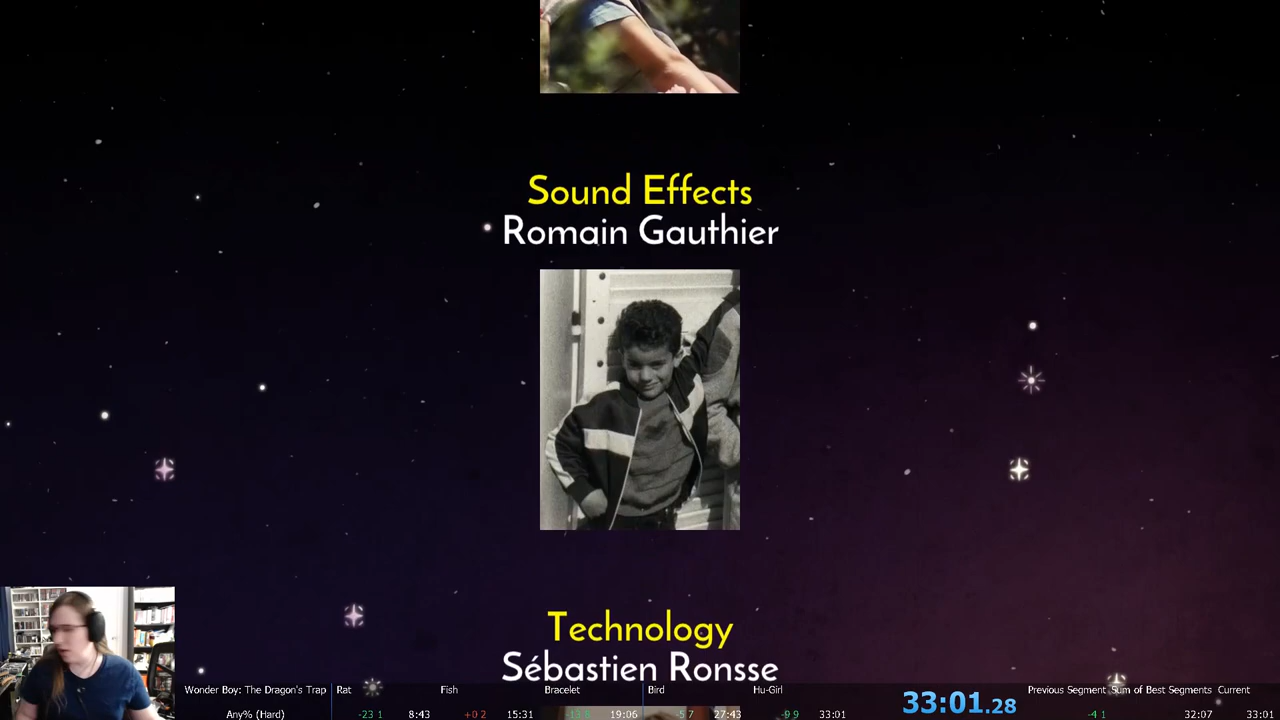 Sound Effects
Romain Gauthier
Technology
Sébastien Ronsse
Wonder Boy: The Dragon's Trap Rat Fish Bracelet Bird Hu-Girl 33:01.28 Previous Segment Sum of Best Segments Current
Any% (Hard) -23.1 8:43 +0.2 15:31 19:06 -5.7 27:43 -9.9 33:01 -4.1 32:07 33:01